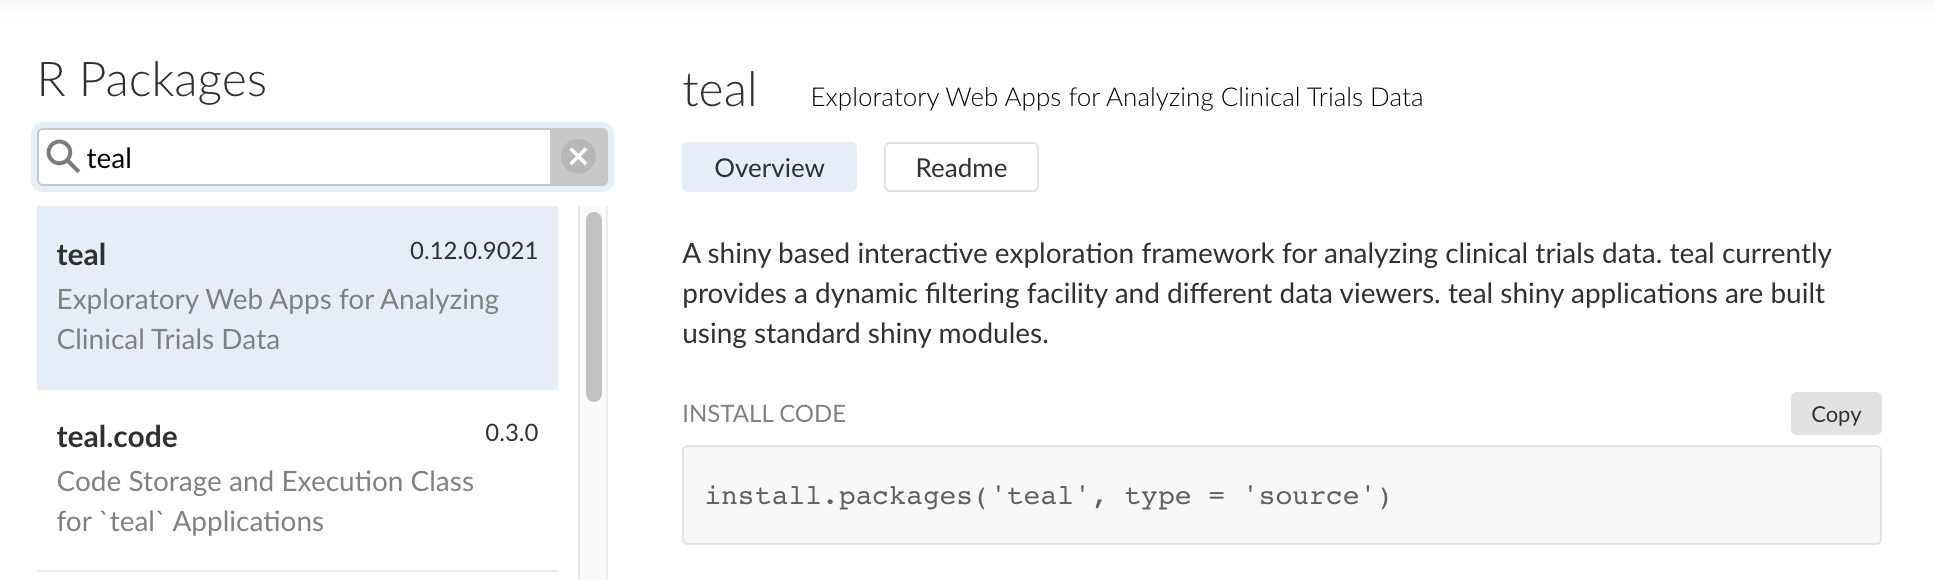 R Packages
teal
teal 0.12.0.9021
Exploratory Web Apps for Analyzing
Clinical Trials Data
teal.code 0.3.0
Code Storage and Execution Class
for `teal` Applications
teal Exploratory Web Apps for Analyzing Clinical Trials Data
Overview Readme
A shiny based interactive exploration framework for analyzing clinical trials data. teal currently
provides a dynamic filtering facility and different data viewers. teal shiny applications are built
using standard shiny modules.
INSTALL CODE Copy
install.packages('teal', type = 'source')